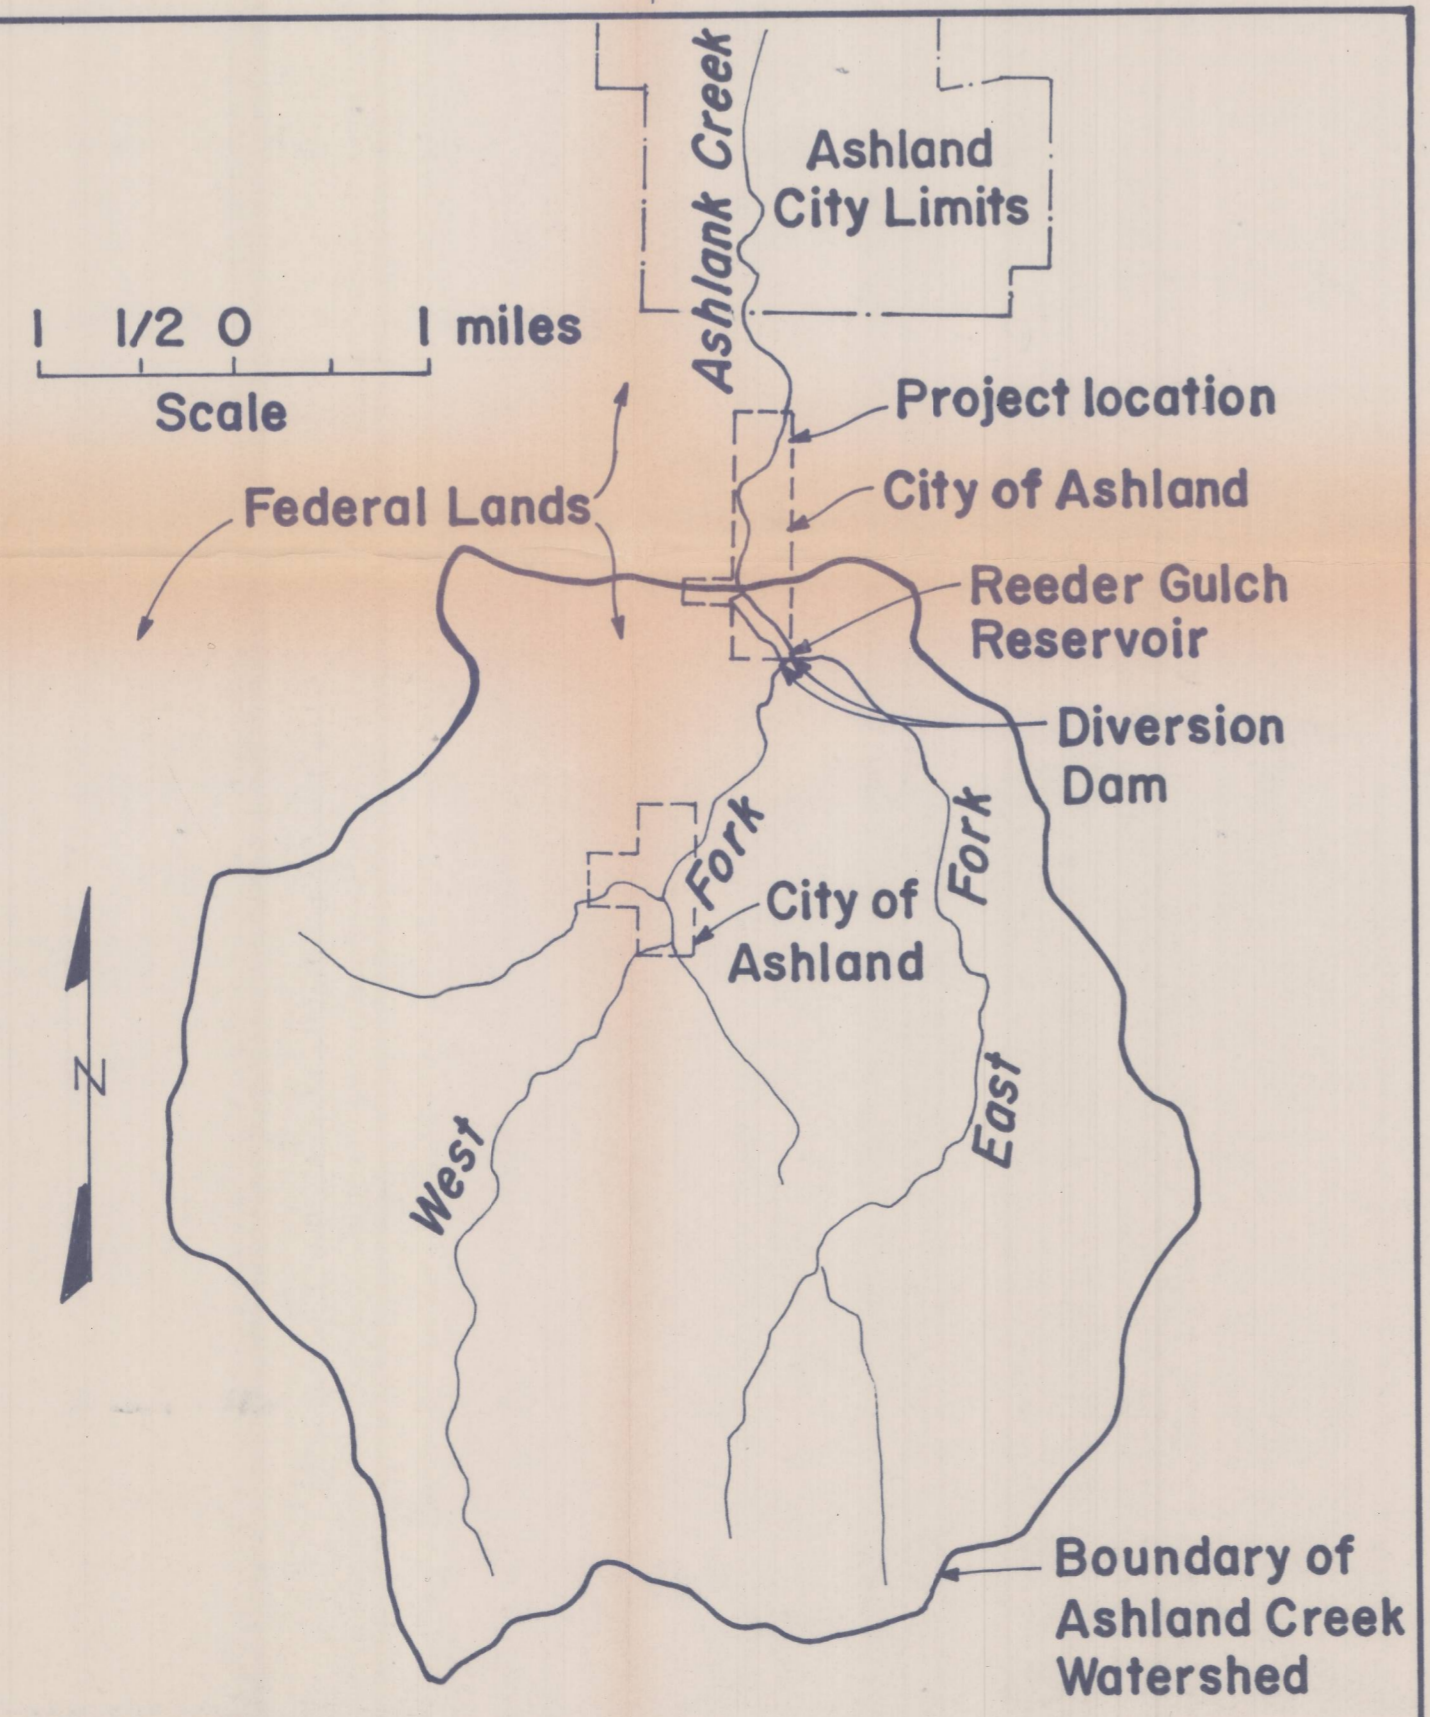 Ashlank Creek
Ashland
City Limits
1 1/2 0 1 miles
Scale
Project location
Federal Lands
City of Ashland
Reeder Gulch
Reservoir
Diversion
Dam
Fork
Fork
City of
Ashland
N
East
West
Boundary of
Ashland Creek
Watershed